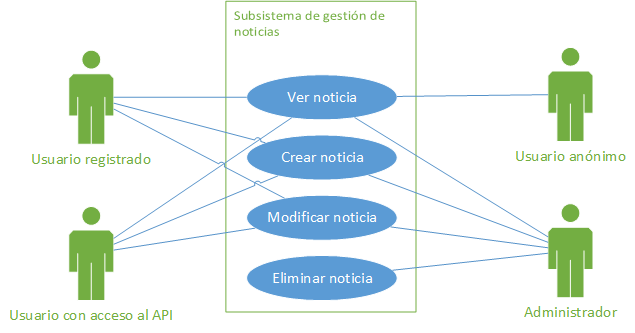 Subsistema de gestión de
noticias
Ver noticia
Crear noticia
Modificar noticia
Eliminar noticia
Usuario registrado
Usuario anónimo
Usuario con acceso al API
Administrador